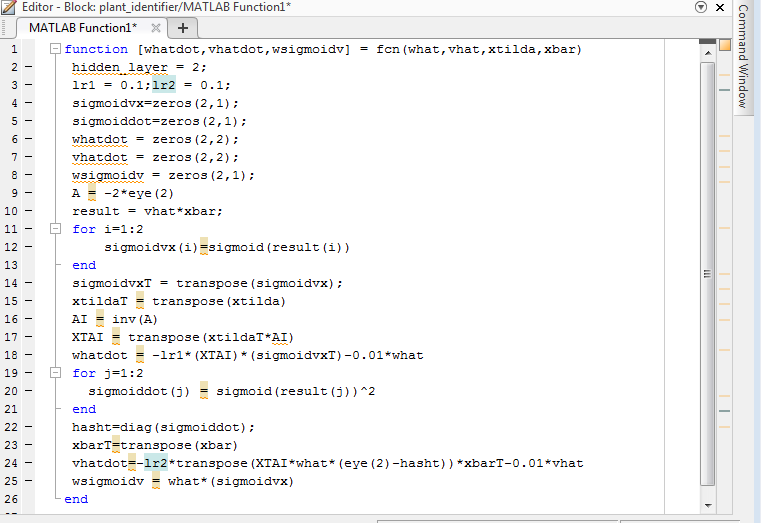 Editor - Block: plant_identifier/MATLAB Function1*
MATLAB Function1*
Command Window
1 function [whatdot,vhatdot,wsigmoidv] = fcn(what,vhat,xtilda,xbar)
2 hidden_layer = 2;
3 lr1 = 0.1;lr2 = 0.1;
4 sigmoidvx=zeros(2,1);
5 sigmoiddot=zeros(2,1);
6 whatdot = zeros(2,2);
7 vhatdot = zeros(2,2);
8 wsigmoidv = zeros(2,1);
9 A = -2*eye(2)
10 result = vhat*xbar;
11 for i=1:2
12 sigmoidvx(i)=sigmoid(result(i))
13 end
14 sigmoidvxT = transpose(sigmoidvx);
15 xtildaT = transpose(xtilda)
16 AI = inv(A)
17 XTAI = transpose(xtildaT*AI)
18 whatdot = -lr1*(XTAI)*(sigmoidvxT)-0.01*what
19 for j=1:2
20 sigmoiddot(j) = sigmoid(result(j))^2
21 end
22 hasht=diag(sigmoiddot);
23 xbarT=transpose(xbar)
24 vhatdot=-lr2*transpose(XTAI*what*(eye(2)-hasht))*xbarT-0.01*vhat
25 wsigmoidv = what*(sigmoidvx)
26 end